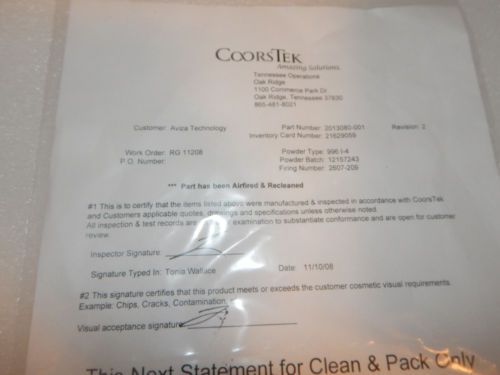 COORSTEK
Amazing Solutions.
Tennessee Operations
Oak Ridge
1100 Commerce Park Dr.
Oak Ridge, Tennessee 37830
865-481-8021
Customer: Aviza Technology Part Number: 2513080-001 Revision: 2
Inventory Card Number: 21629059
Work Order: RG 11208 Powder Type: 996 I-4
P.O. Number: Powder Batch: 12157243
Firing Number: 2607-209
*** Part has been Airfired & Recleaned
#1 This is to certify that the items listed above were manufactured & inspected in accordance with CoorsTek
and Customers applicable quotes, drawings and specifications unless otherwise noted.
All inspection & test records are examination to substantiate conformance and are open for customer
review.
Inspector Signature:
Signature Typed In: Tonia Wallace Date: 11/10/08
#2 This signature certifies that this product meets or exceeds the customer cosmetic visual requirements.
Example: Chips, Cracks, Contamination,
Visual acceptance signature
This Next Statement for Clean & Pack Only